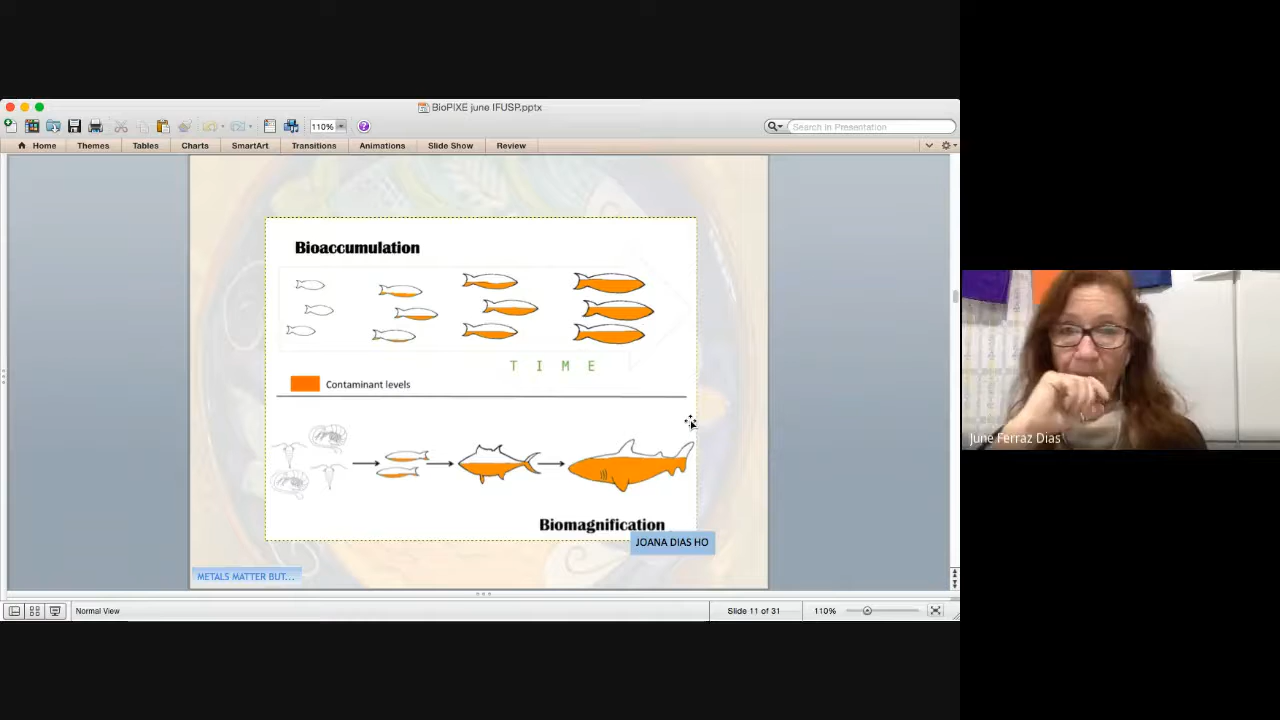 BioPIXE june IFUSP.pptx
110%
Search in Presentation
Home Themes Tables Charts SmartArt Transitions Animations Slide Show Review
Bioaccumulation
T I M E
Contaminant levels
Biomagnification
JOANA DIAS HO
METALS MATTER BUT...
Normal View
Slide 11 of 31
110%
June Ferraz Dias